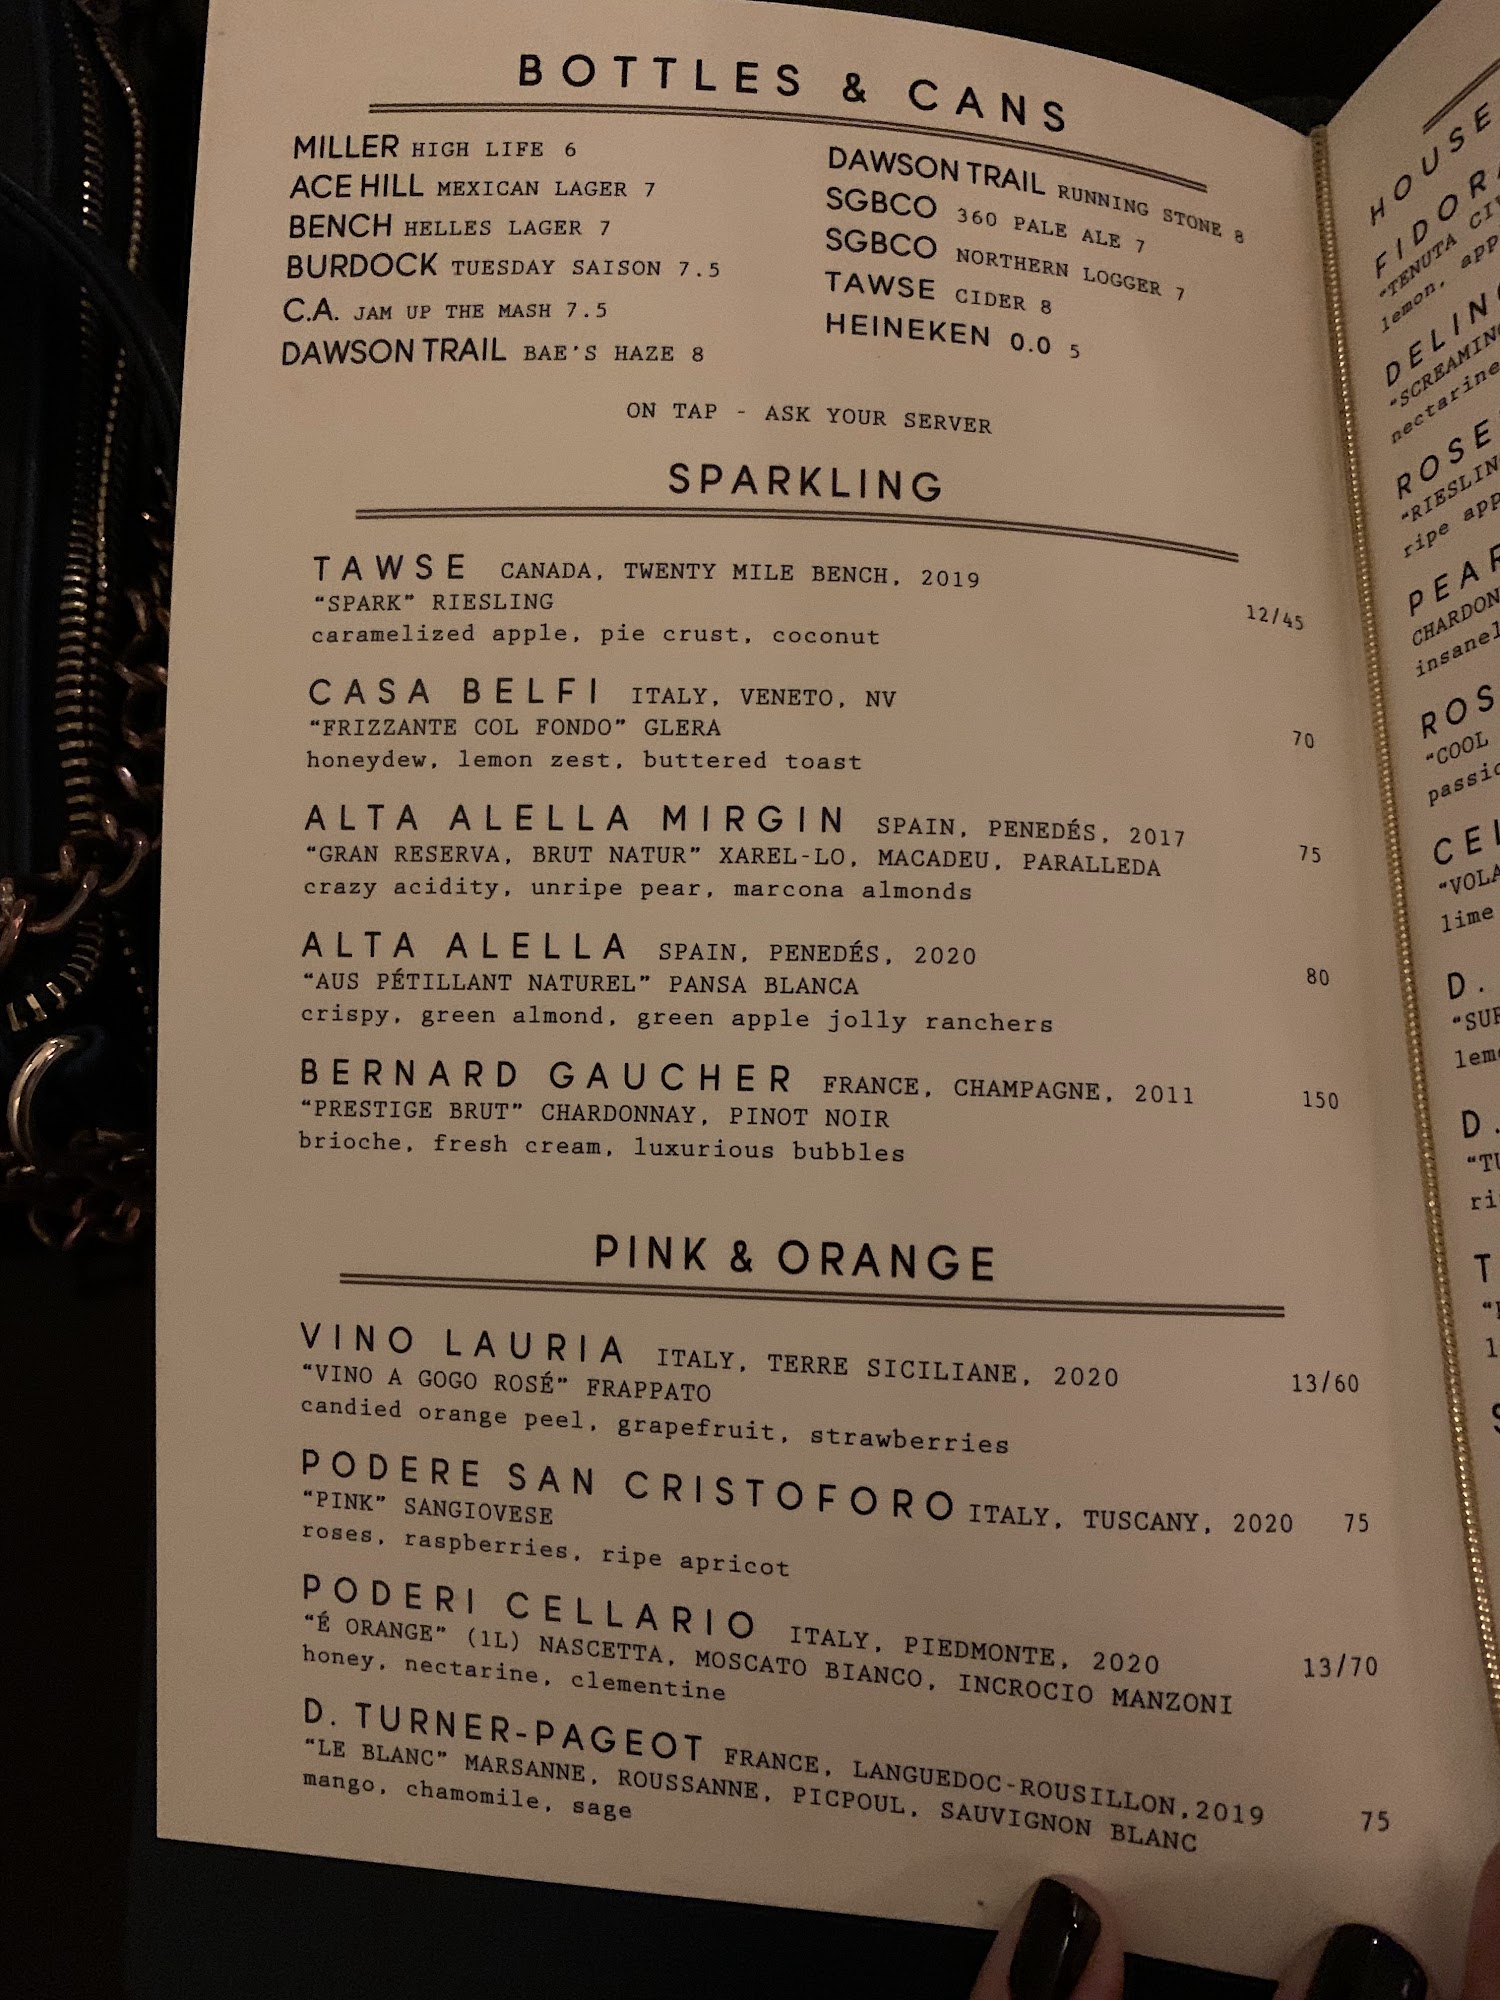 BOTTLES & CANS
MILLER HIGH LIFE 6
ACE HILL MEXICAN LAGER 7
BENCH HELLES LAGER 7
BURDOCK TUESDAY SAISON 7.5
C.A. JAM UP THE MASH 7.5
DAWSON TRAIL BAE'S HAZE 8
DAWSON TRAIL RUNNING STONE 8
SGBCO 360 PALE ALE 7
SGBCO NORTHERN LOGGER 7
TAWSE CIDER 8
HEINEKEN 0.0 5
ON TAP - ASK YOUR SERVER
SPARKLING
TAWSE CANADA, TWENTY MILE BENCH, 2019
"SPARK" RIESLING 12/45
caramelized apple, pie crust, coconut
CASA BELFI ITALY, VENETO, NV
"FRIZZANTE COL FONDO" GLERA 70
honeydew, lemon zest, buttered toast
ALTA ALELLA MIRGIN SPAIN, PENEDÉS, 2017
"GRAN RESERVA, BRUT NATUR" XAREL-LO, MACADEU, PARALLEDA 75
crazy acidity, unripe pear, marcona almonds
ALTA ALELLA SPAIN, PENEDÉS, 2020
"AUS PÉTILLANT NATUREL" PANSA BLANCA 80
crispy, green almond, green apple jolly ranchers
BERNARD GAUCHER FRANCE, CHAMPAGNE, 2011 150
"PRESTIGE BRUT" CHARDONNAY, PINOT NOIR
brioche, fresh cream, luxurious bubbles
PINK & ORANGE
VINO LAURIA ITALY, TERRE SICILIANE, 2020 13/60
"VINO A GOGO ROSÉ" FRAPPATO
candied orange peel, grapefruit, strawberries
PODERE SAN CRISTOFORO ITALY, TUSCANY, 2020 75
"PINK" SANGIOVESE
roses, raspberries, ripe apricot
PODERI CELLARIO ITALY, PIEDMONTE, 2020 13/70
"É ORANGE" (1L) NASCETTA, MOSCATO BIANCO, INCROCIO MANZONI
honey, nectarine, clementine
D. TURNER-PAGEOT FRANCE, LANGUEDOC-ROUSILLON, 2019 75
"LE BLANC" MARSANNE, ROUSSANNE, PICPOUL, SAUVIGNON BLANC
mango, chamomile, sage
HOUSE
"TENUTA
lemon,
nectarine
ripe
"COOL
lime
D.
D.